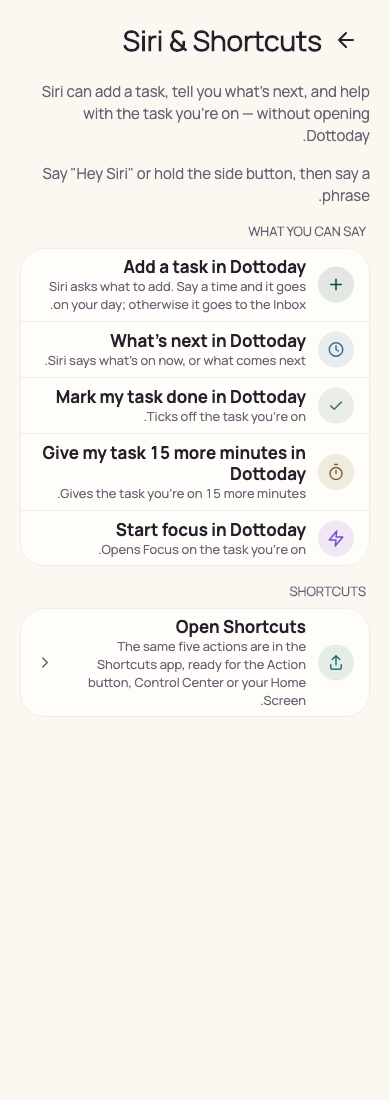 Siri & Shortcuts
Siri can add a task, tell you what's next, and help
with the task you're on — without opening
.Dottoday
Say "Hey Siri" or hold the side button, then say a
.phrase
WHAT YOU CAN SAY
Add a task in Dottoday
Siri asks what to add. Say a time and it goes
.on your day; otherwise it goes to the Inbox
What's next in Dottoday
.Siri says what's on now, or what comes next
Mark my task done in Dottoday
.Ticks off the task you're on
Give my task 15 more minutes in
Dottoday
.Gives the task you're on 15 more minutes
Start focus in Dottoday
.Opens Focus on the task you're on
SHORTCUTS
Open Shortcuts
The same five actions are in the
Shortcuts app, ready for the Action
button, Control Center or your Home
.Screen